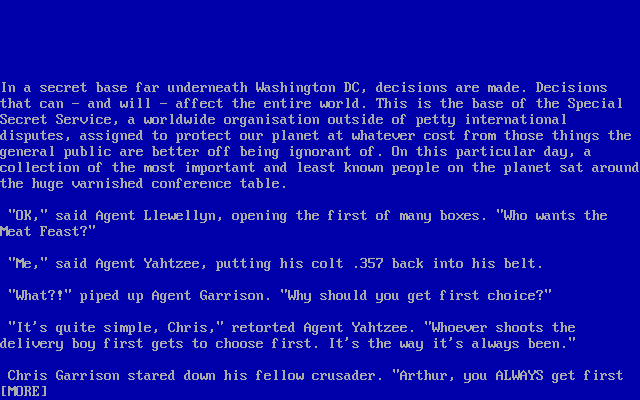 In a secret base far underneath Washington DC, decisions are made. Decisions
that can - and will - affect the entire world. This is the base of the Special
Secret Service, a worldwide organisation outside of petty international
disputes, assigned to protect our planet at whatever cost from those things the
general public are better off being ignorant of. On this particular day, a
collection of the most important and least known people on the planet sat around
the huge varnished conference table.
"OK," said Agent Llewellyn, opening the first of many boxes. "Who wants the
Meat Feast?"
"Me," said Agent Yahtzee, putting his colt .357 back into his belt.
"What?!" piped up Agent Garrison. "Why should you get first choice?"
"It's quite simple, Chris," retorted Agent Yahtzee. "Whoever shoots the
delivery boy first gets to choose first. It's the way it's always been."
Chris Garrison stared down his fellow crusader. "Arthur, you ALWAYS get first
[MORE]